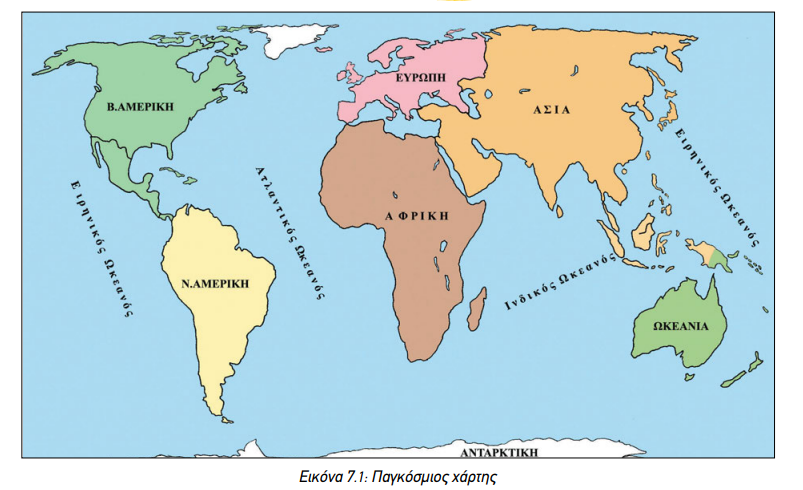 ΕΥΡΩΠΗ
Β.ΑΜΕΡΙΚΗ
ΑΣΙΑ
Ειρηνικός Ωκεανός
Ατλαντικός Ωκεανός
Ειρηνικός Ωκεανός
ΑΦΡΙΚΗ
Ν.ΑΜΕΡΙΚΗ
Ινδικός Ωκεανός
ΩΚΕΑΝΙΑ
ΑΝΤΑΡΚΤΙΚΗ
Εικόνα 7.1: Παγκόσμιος χάρτης